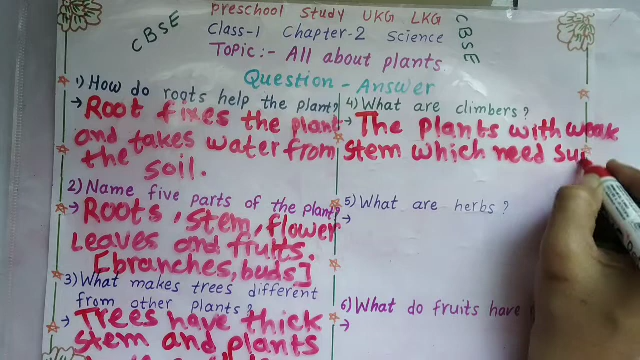 Preschool Study UKG LKG
CBSE
Class-1 Chapter-2 Science
CBSE
Topic:- All about plants
Question - Answer
1) How do roots help the plant?
→ Root fixes the plant
and takes water from
the soil.
2) Name five parts of the plant?
→ Roots, stem, flower
leaves and fruits.
[branches, buds]
3) What makes trees different
from other plants?
→ Trees have thick
stem and plants
4) What are climbers?
→ The plants with weak
stem which need
5) What are herbs?
→
6) What do fruits have
→